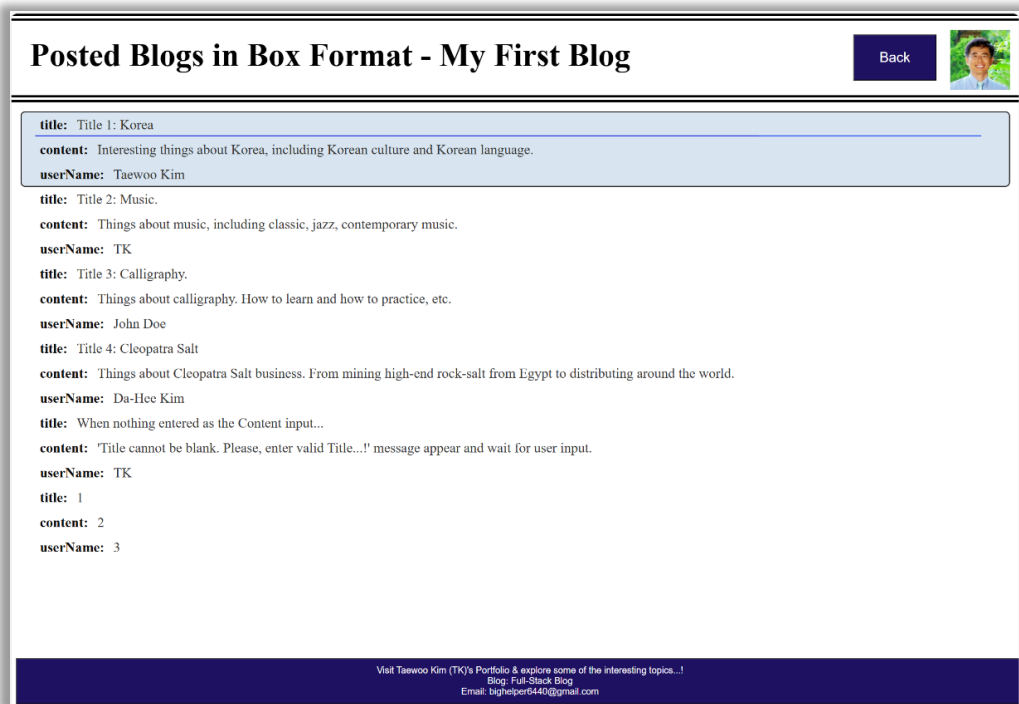 Posted Blogs in Box Format - My First Blog
Back
title: Title 1: Korea
content: Interesting things about Korea, including Korean culture and Korean language.
userName: Taewoo Kim
title: Title 2: Music.
content: Things about music, including classic, jazz, contemporary music.
userName: TK
title: Title 3: Calligraphy.
content: Things about calligraphy. How to learn and how to practice, etc.
userName: John Doe
title: Title 4: Cleopatra Salt
content: Things about Cleopatra Salt business. From mining high-end rock-salt from Egypt to distributing around the world.
userName: Da-Hee Kim
title: When nothing entered as the Content input...
content: 'Title cannot be blank. Please, enter valid Title...!' message appear and wait for user input.
userName: TK
title: 1
content: 2
userName: 3
Visit Taewoo Kim (TK)'s Portfolio & explore some of the interesting topics...!
Blog: Full-Stack Blog
Email: bighelper6440@gmail.com